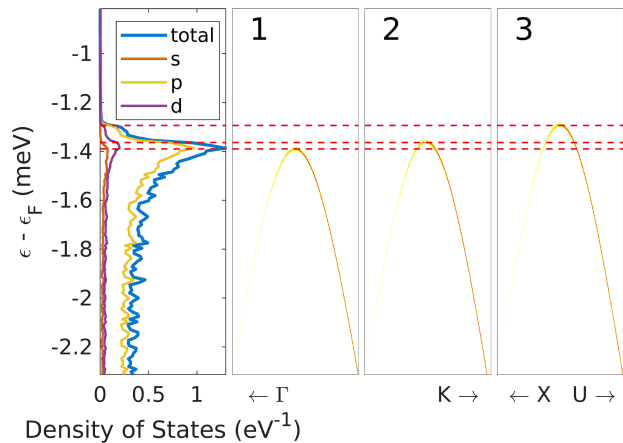 total
s
p
d
1
2
3
-1
-1.2
-1.4
-1.6
-1.8
-2
-2.2
ϵ - ϵ_F (meV)
0
0.5
1
← Γ
K →
← X
U →
Density of States (eV⁻¹)